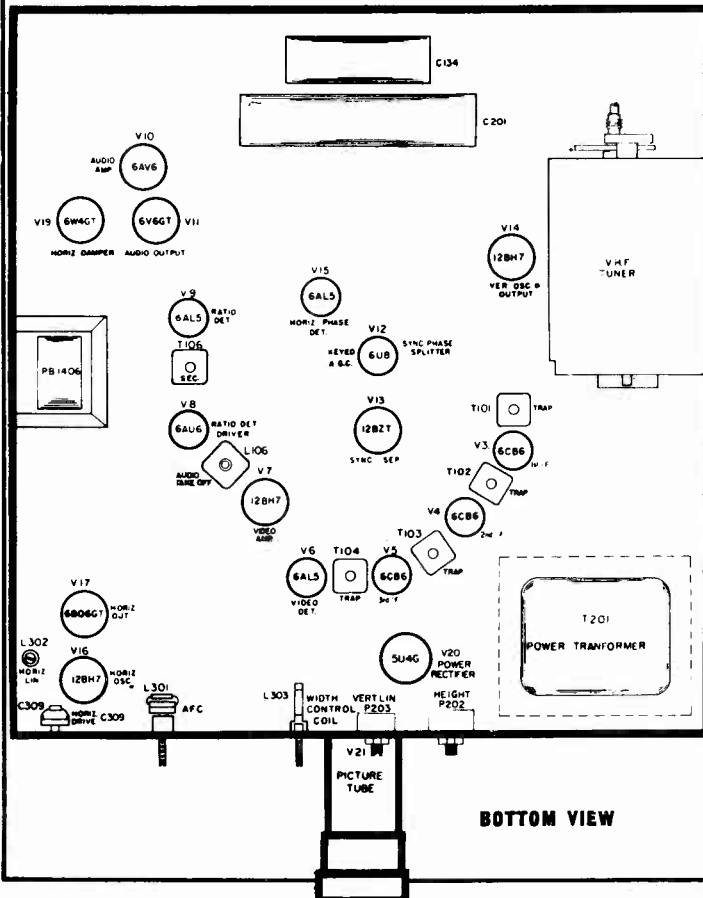 C134
C201
V10
AUDIO
AMP
6AV6
V19
6W4GT
6V6GT
V11
HORIZ DAMPER
AUDIO OUTPUT
V14
12BH7
VER OSC &
OUTPUT
V.H.F
TUNER
V15
6AL5
HORIZ PHASE
DET.
V9
6AL5
RATIO
DET
T106
SEC.
V12
KEYED
A.G.C.
6U8
SYNC PHASE
SPLITTER
PB1406
V8
6AU6
RATIO DET
DRIVER
L106
AUDIO
TAKE OFF
V13
12BZT
SYNC SEP
T101
TRAP
V3.
6CB6
1st I-F
V7
12BH7
VIDEO
AMP
T102
TRAP
V4
6CB6
2nd I-F
T103
TRAP
V6
6AL5
VIDEO
DET.
T104
TRAP
V5
6CB6
3rd I-F
T201
POWER TRANFORMER
V17
6B06GT
HORIZ
OUT
L302
HORIZ
LIN
V16
12BH7
HORIZ
OSC
5U4G
V20
POWER
RECTIFIER
C309
HORIZ
DRIVE
C309
L301
AFC
L303
WIDTH
CONTROL
COIL
VERT LIN
P203
HEIGHT
P202
V21
PICTURE
TUBE
BOTTOM VIEW